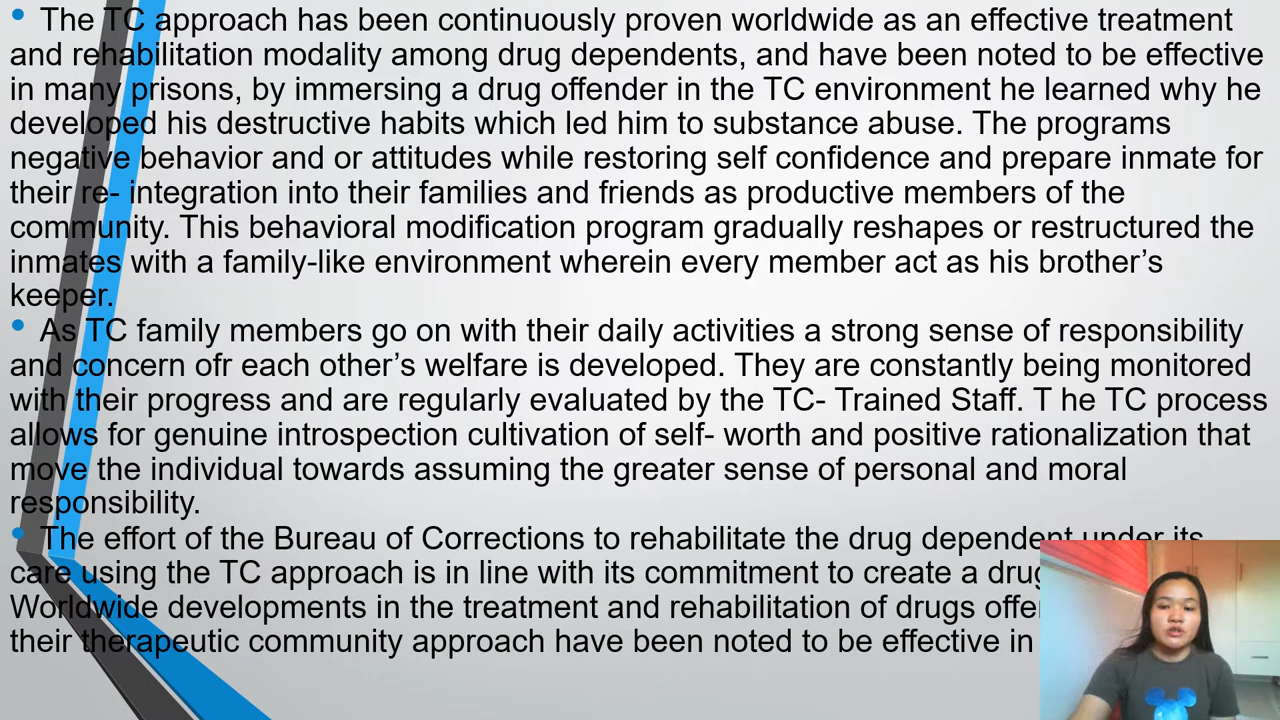 • The TC approach has been continuously proven worldwide as an effective treatment
and rehabilitation modality among drug dependents, and have been noted to be effective
in many prisons, by immersing a drug offender in the TC environment he learned why he
developed his destructive habits which led him to substance abuse. The programs
negative behavior and or attitudes while restoring self confidence and prepare inmate for
their re- integration into their families and friends as productive members of the
community. This behavioral modification program gradually reshapes or restructured the
inmates with a family-like environment wherein every member act as his brother’s
keeper.
• As TC family members go on with their daily activities a strong sense of responsibility
and concern ofr each other’s welfare is developed. They are constantly being monitored
with their progress and are regularly evaluated by the TC- Trained Staff. T he TC process
allows for genuine introspection cultivation of self- worth and positive rationalization that
move the individual towards assuming the greater sense of personal and moral
responsibility.
• The effort of the Bureau of Corrections to rehabilitate the drug dependent under its
care using the TC approach is in line with its commitment to create a
Worldwide developments in the treatment and rehabilitation of drugs
their therapeutic community approach have been noted to be effective in